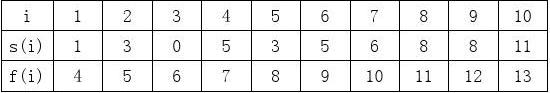 i 1 2 3 4 5 6 7 8 9 10
s(i) 1 3 0 5 3 5 6 8 8 11
f(i) 4 5 6 7 8 9 10 11 12 13